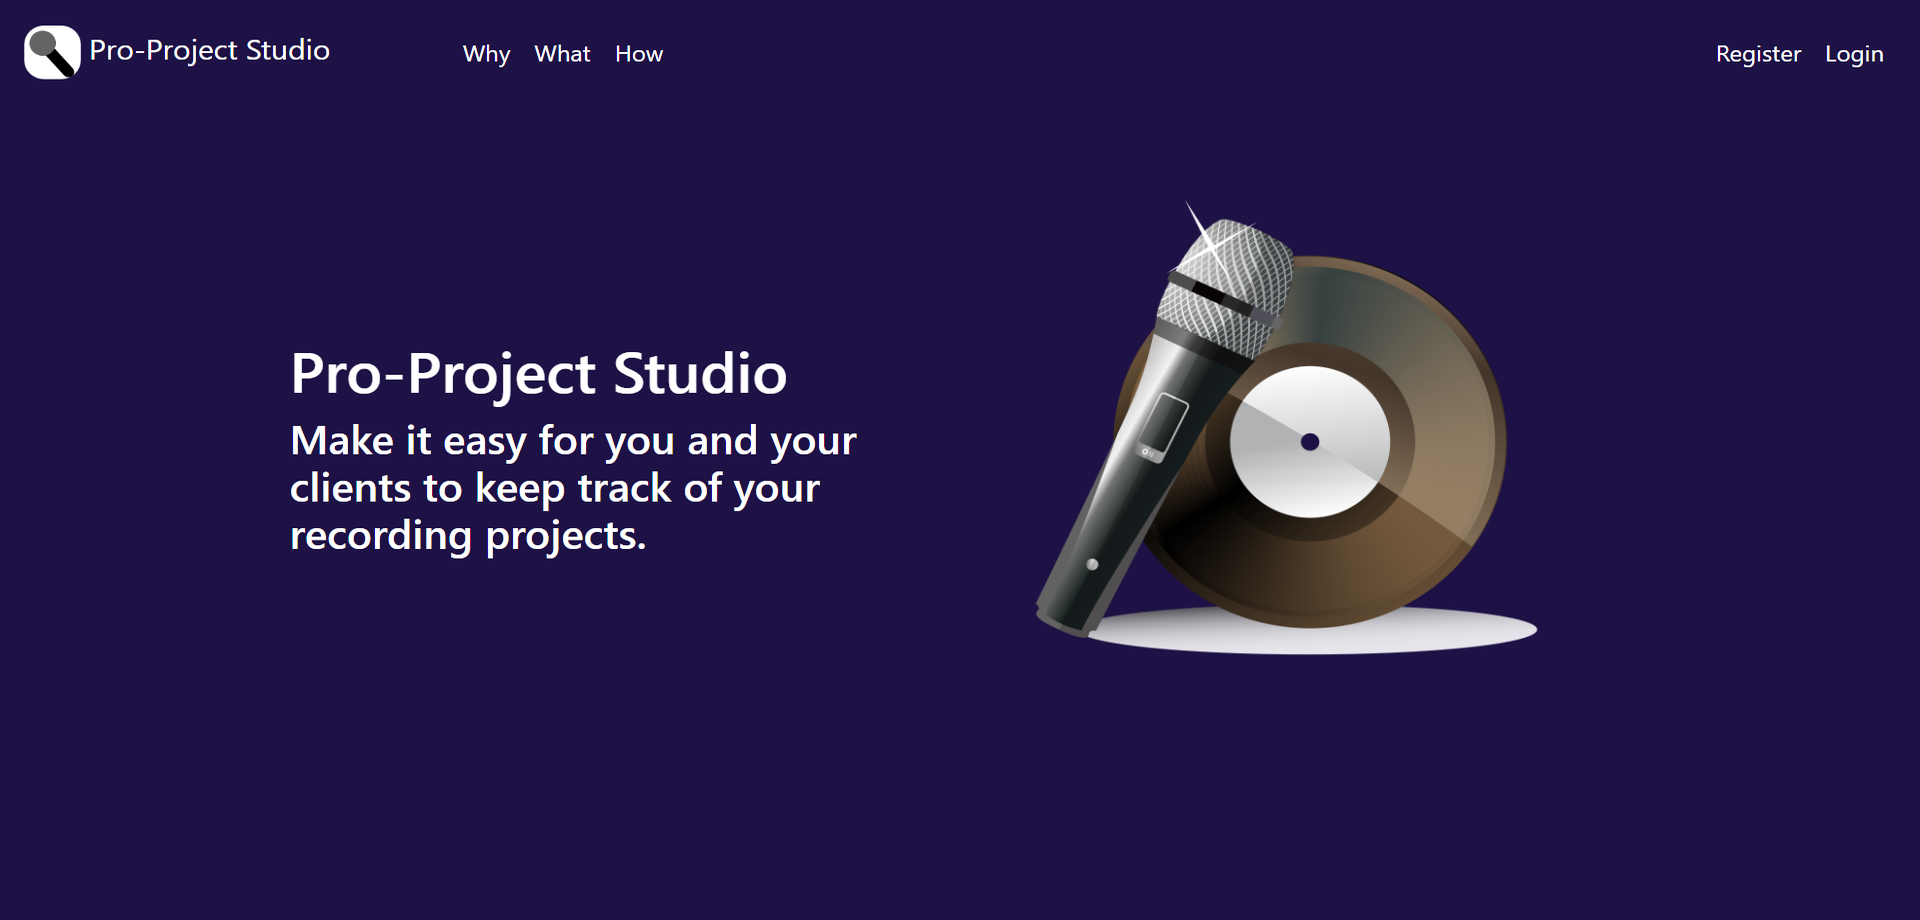 Pro-Project Studio
Why What How
Register Login
Pro-Project Studio
Make it easy for you and your
clients to keep track of your
recording projects.
ON